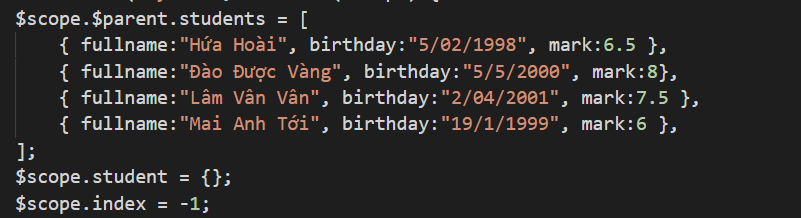 $scope.$parent.students = [
{ fullname:"Hứa Hoài", birthday:"5/02/1998", mark:6.5 },
{ fullname:"Đào Được Vàng", birthday:"5/5/2000", mark:8},
{ fullname:"Lâm Vân Vân", birthday:"2/04/2001", mark:7.5 },
{ fullname:"Mai Anh Tới", birthday:"19/1/1999", mark:6 },
];
$scope.student = {};
$scope.index = -1;